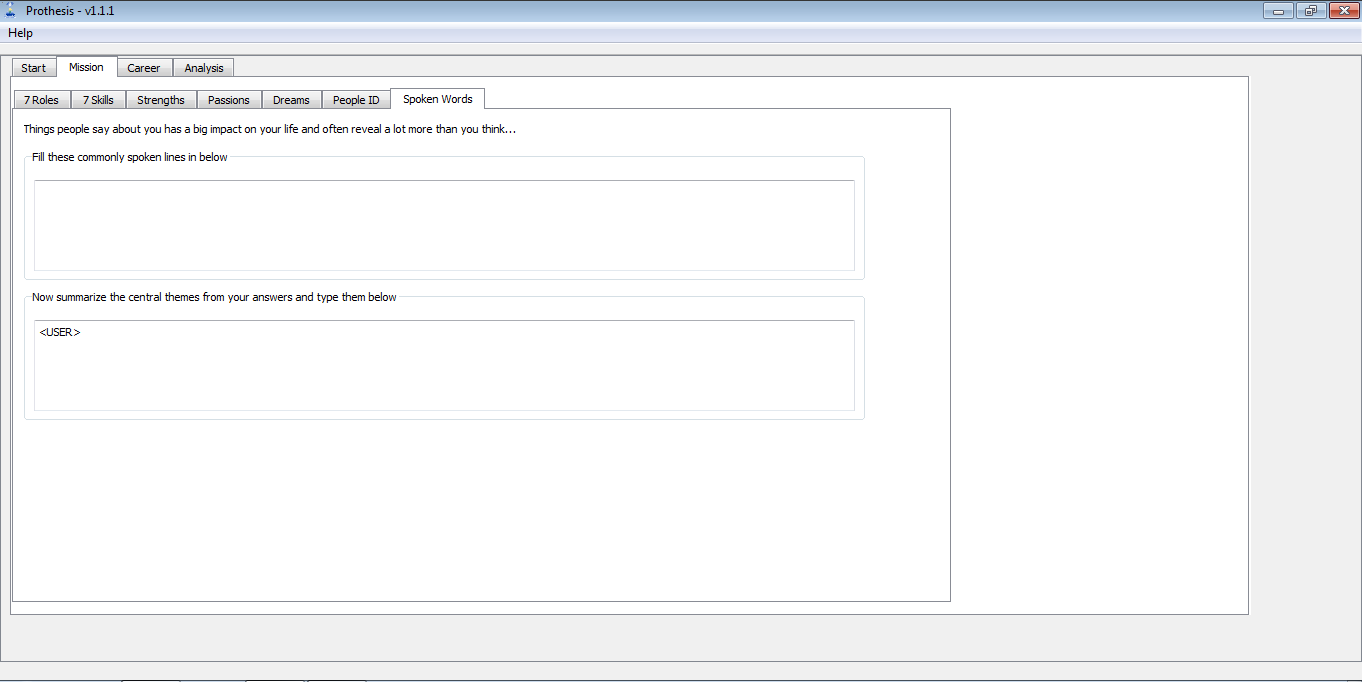 Prothesis - v1.1.1
Help
Start Mission Career Analysis
7 Roles 7 Skills Strengths Passions Dreams People ID Spoken Words
Things people say about you has a big impact on your life and often reveal a lot more than you think...
Fill these commonly spoken lines in below
Now summarize the central themes from your answers and type them below
<USER>